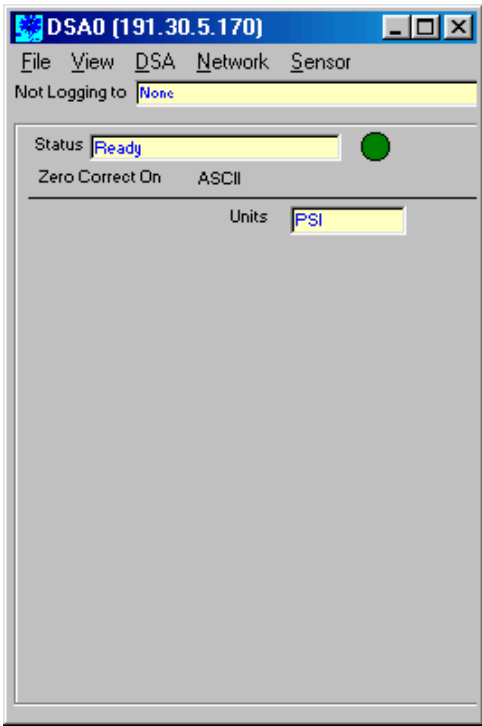 DSA0 (191.30.5.170)
File View DSA Network Sensor
Not Logging to None
Status Ready
Zero Correct On ASCII
Units PSI